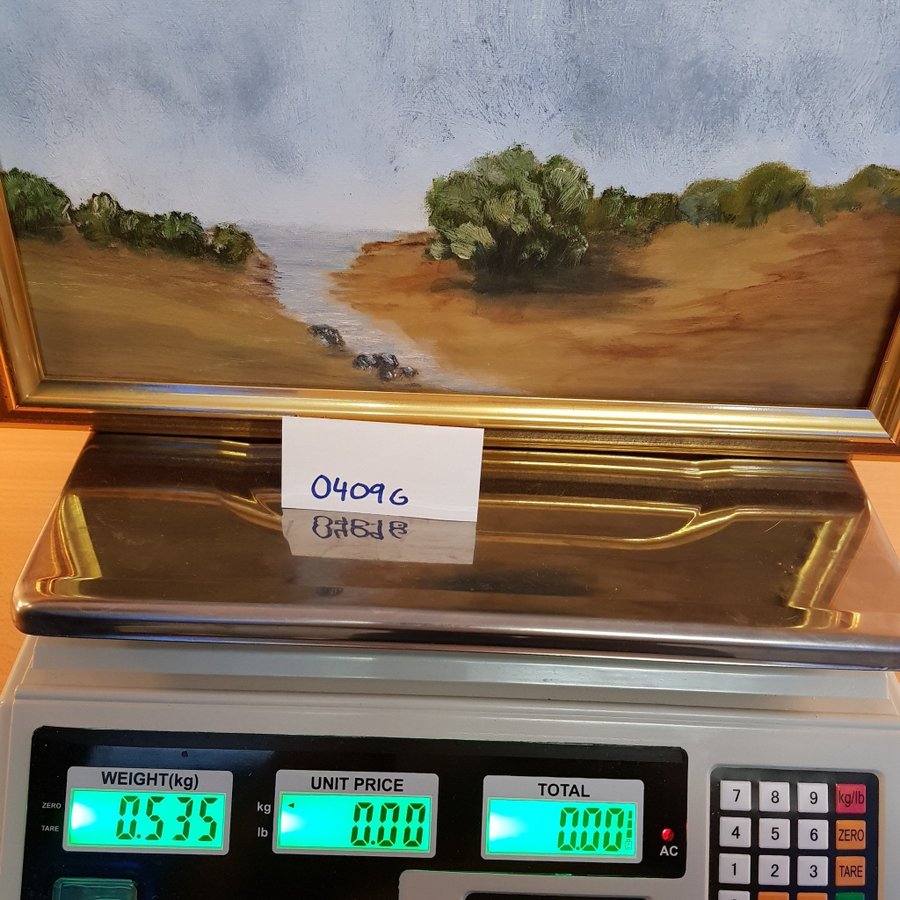 0409G
WEIGHT(kg)
UNIT PRICE
TOTAL
ZERO
TARE
0.535
kg
lb
0.00
0.00
AC
7 8 9 kg/lb
4 5 6 ZERO
1 2 3 TARE